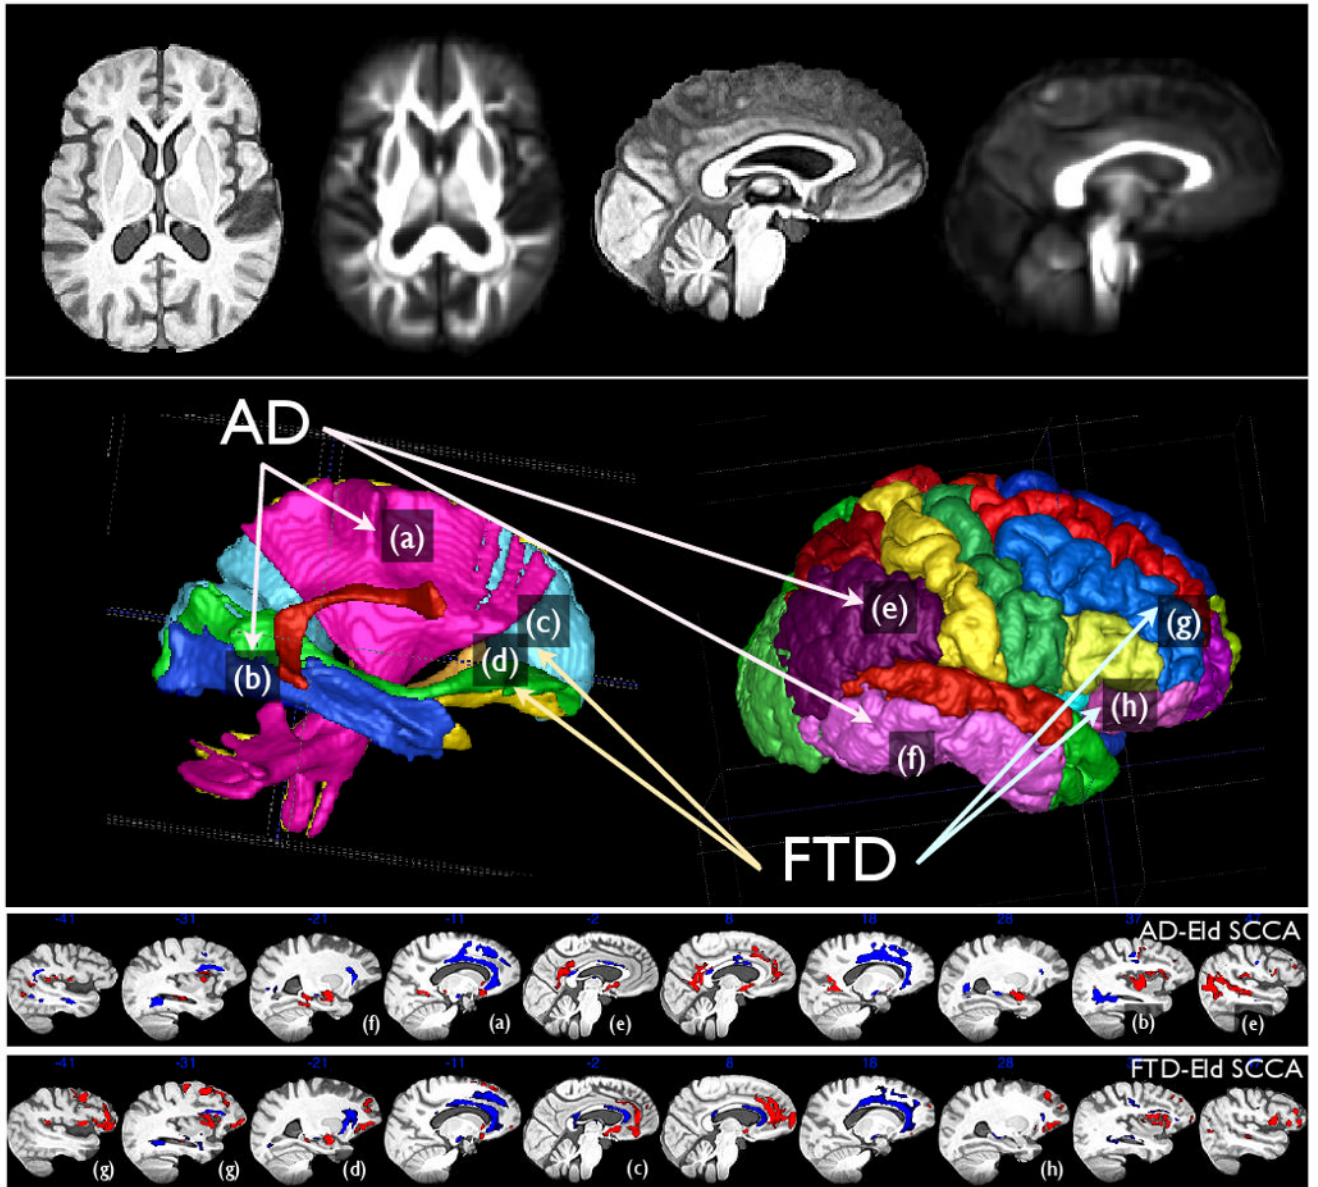 AD
(a)
(c)
(d)
(b)
(e)
(g)
(h)
(f)
FTD
-41 -31 -21 -11 -2 8 18 28 37 47
AD-Eld SCCA
(f) (a) (e) (b) (e)
-41 -31 -21 -11 -2 8 18 28
FTD-Eld SCCA
(g) (g) (d) (c) (h)